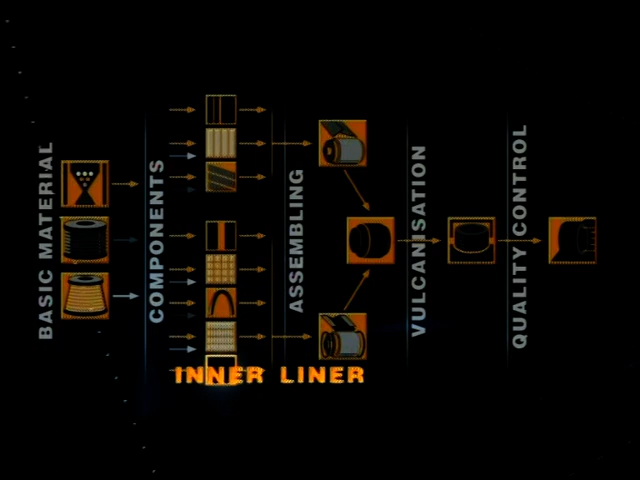 BASIC MATERIAL
COMPONENTS
ASSEMBLING
VULCANISATION
QUALITY CONTROL
INNER LINER